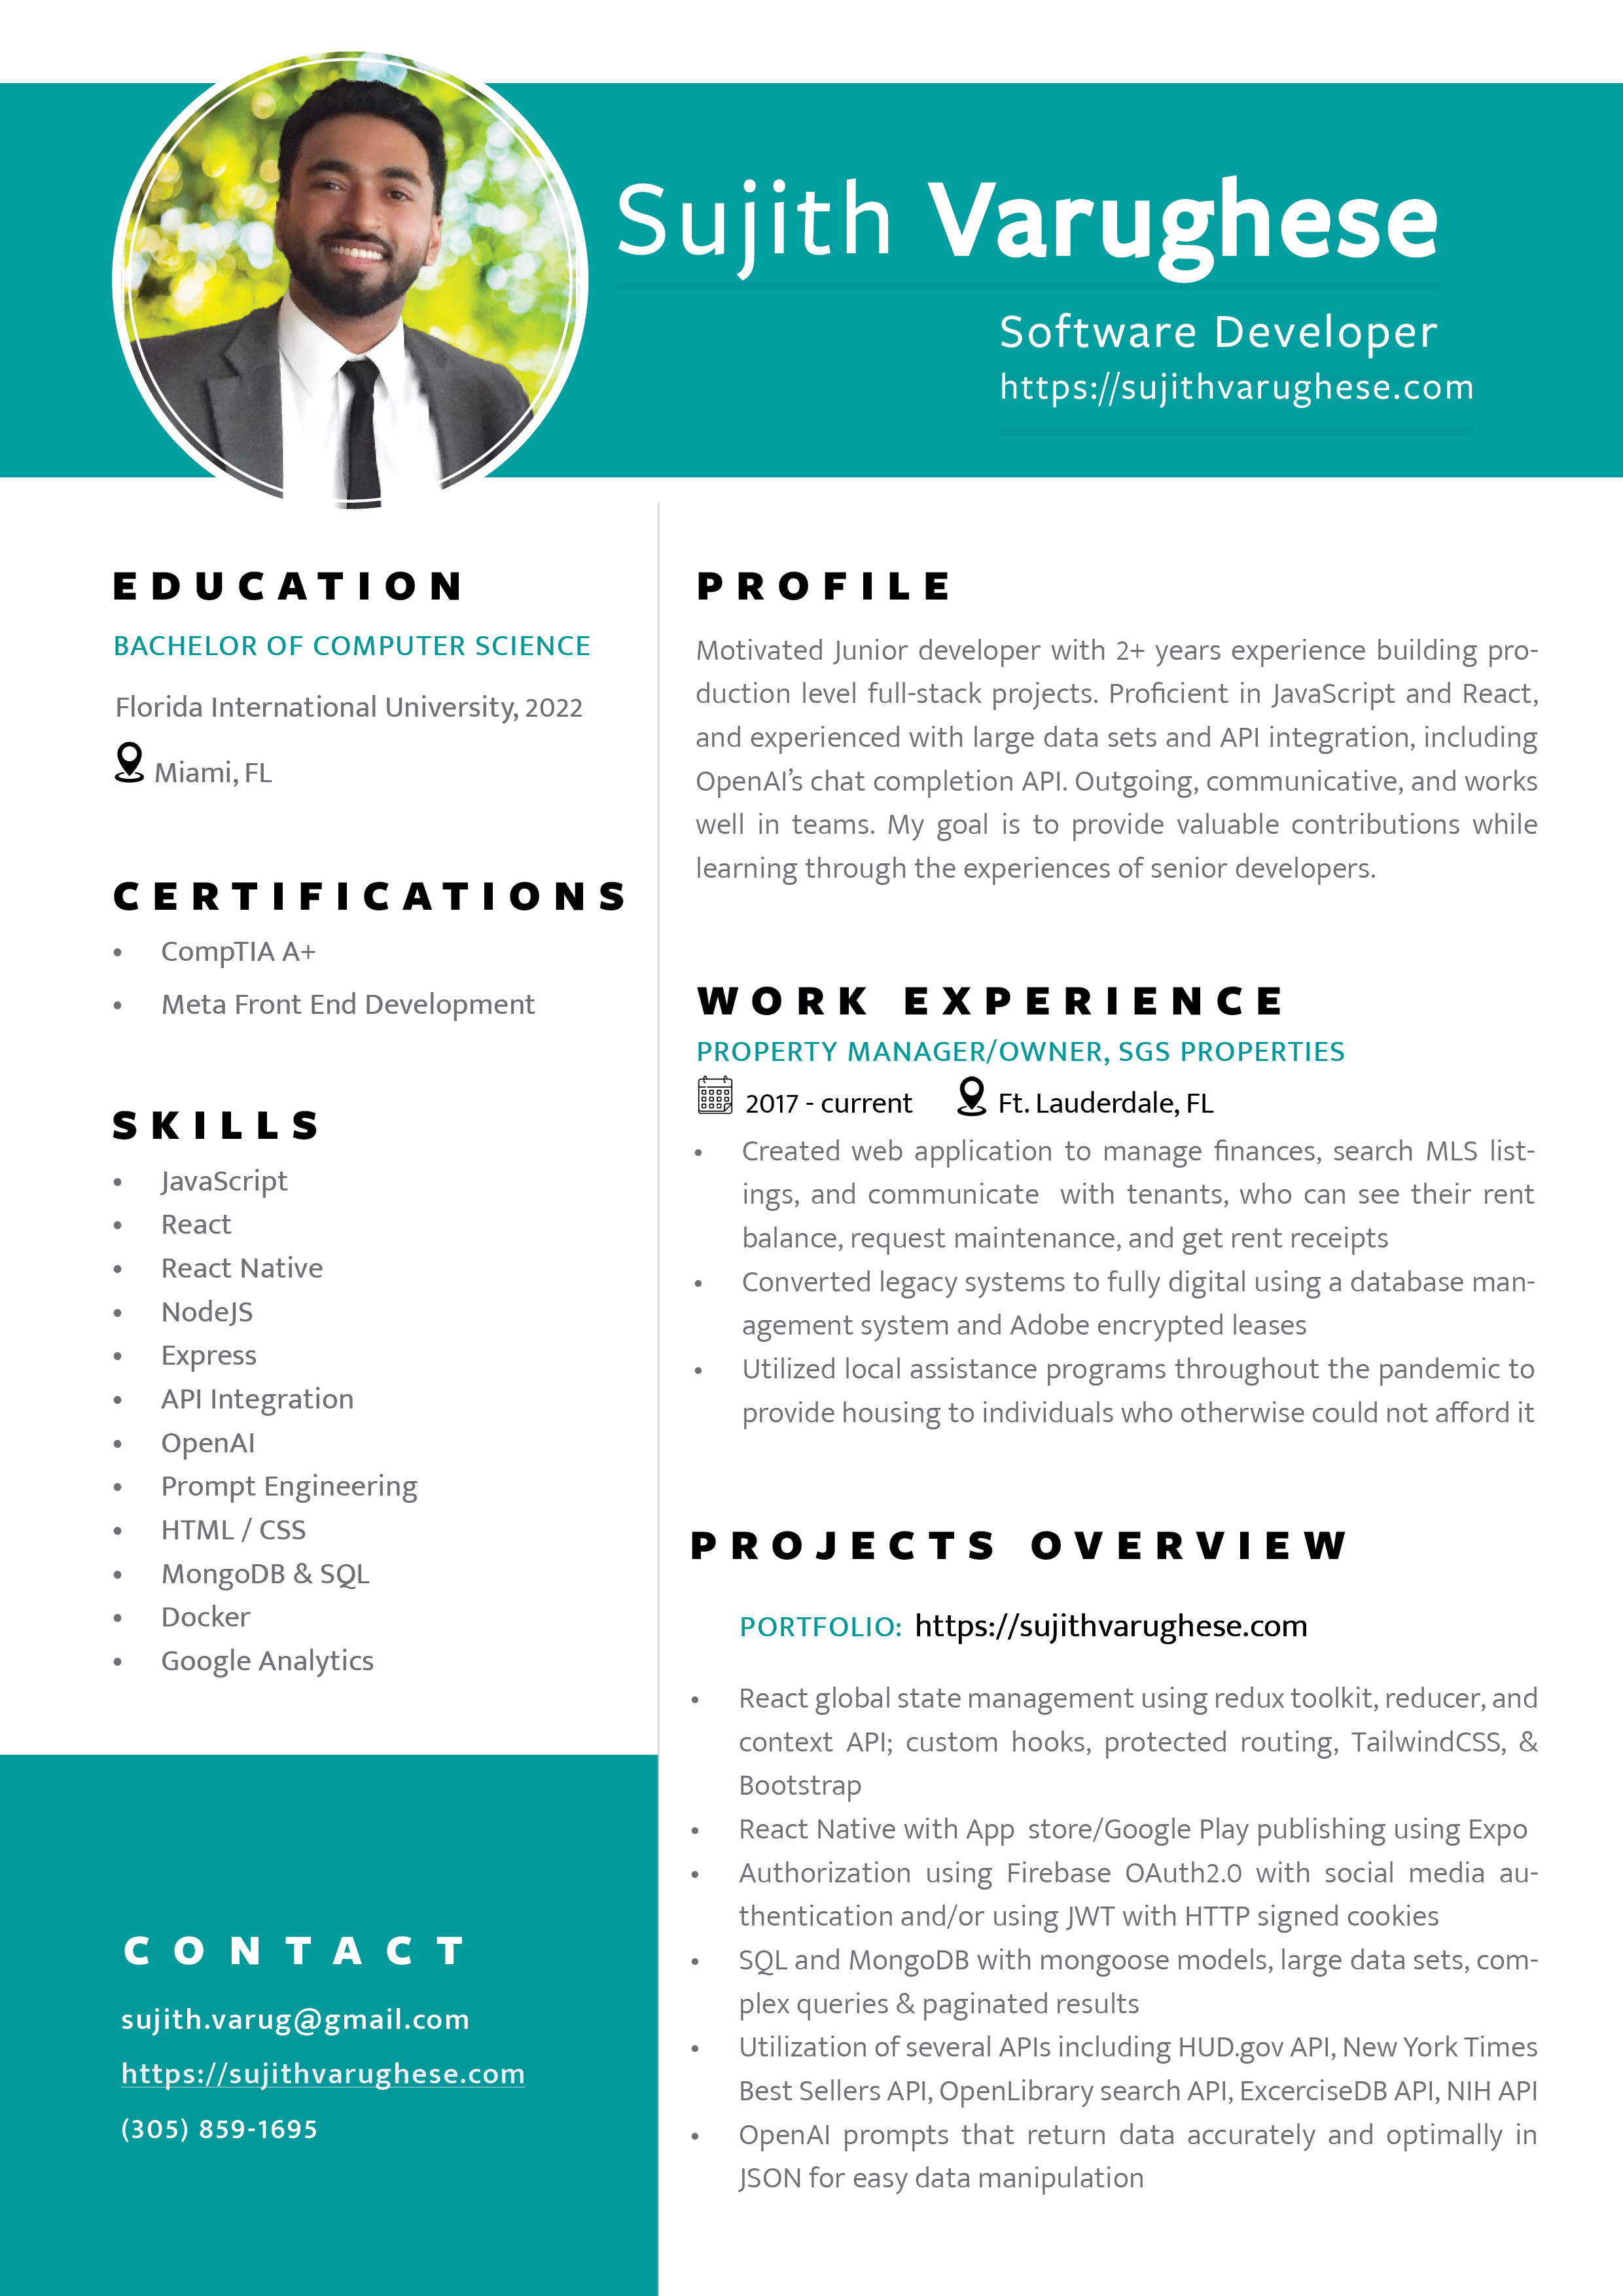 Sujith Varughese
Software Developer
https://sujithvarughese.com
EDUCATION
BACHELOR OF COMPUTER SCIENCE
Florida International University, 2022
Miami, FL
CERTIFICATIONS
• CompTIA A+
• Meta Front End Development
SKILLS
• JavaScript
• React
• React Native
• NodeJS
• Express
• API Integration
• OpenAI
• Prompt Engineering
• HTML / CSS
• MongoDB & SQL
• Docker
• Google Analytics
CONTACT
sujith.varug@gmail.com
https://sujithvarughese.com
(305) 859-1695
PROFILE
Motivated Junior developer with 2+ years experience building pro-
duction level full-stack projects. Proficient in JavaScript and React,
and experienced with large data sets and API integration, including
OpenAI’s chat completion API. Outgoing, communicative, and works
well in teams. My goal is to provide valuable contributions while
learning through the experiences of senior developers.
WORK EXPERIENCE
PROPERTY MANAGER/OWNER, SGS PROPERTIES
2017 - current Ft. Lauderdale, FL
• Created web application to manage finances, search MLS list-
ings, and communicate with tenants, who can see their rent
balance, request maintenance, and get rent receipts
• Converted legacy systems to fully digital using a database man-
agement system and Adobe encrypted leases
• Utilized local assistance programs throughout the pandemic to
provide housing to individuals who otherwise could not afford it
PROJECTS OVERVIEW
PORTFOLIO: https://sujithvarughese.com
• React global state management using redux toolkit, reducer, and
context API; custom hooks, protected routing, TailwindCSS, &
Bootstrap
• React Native with App store/Google Play publishing using Expo
• Authorization using Firebase OAuth2.0 with social media au-
thentication and/or using JWT with HTTP signed cookies
• SQL and MongoDB with mongoose models, large data sets, com-
plex queries & paginated results
• Utilization of several APIs including HUD.gov API, New York Times
Best Sellers API, OpenLibrary search API, ExcerciseDB API, NIH API
• OpenAI prompts that return data accurately and optimally in
JSON for easy data manipulation